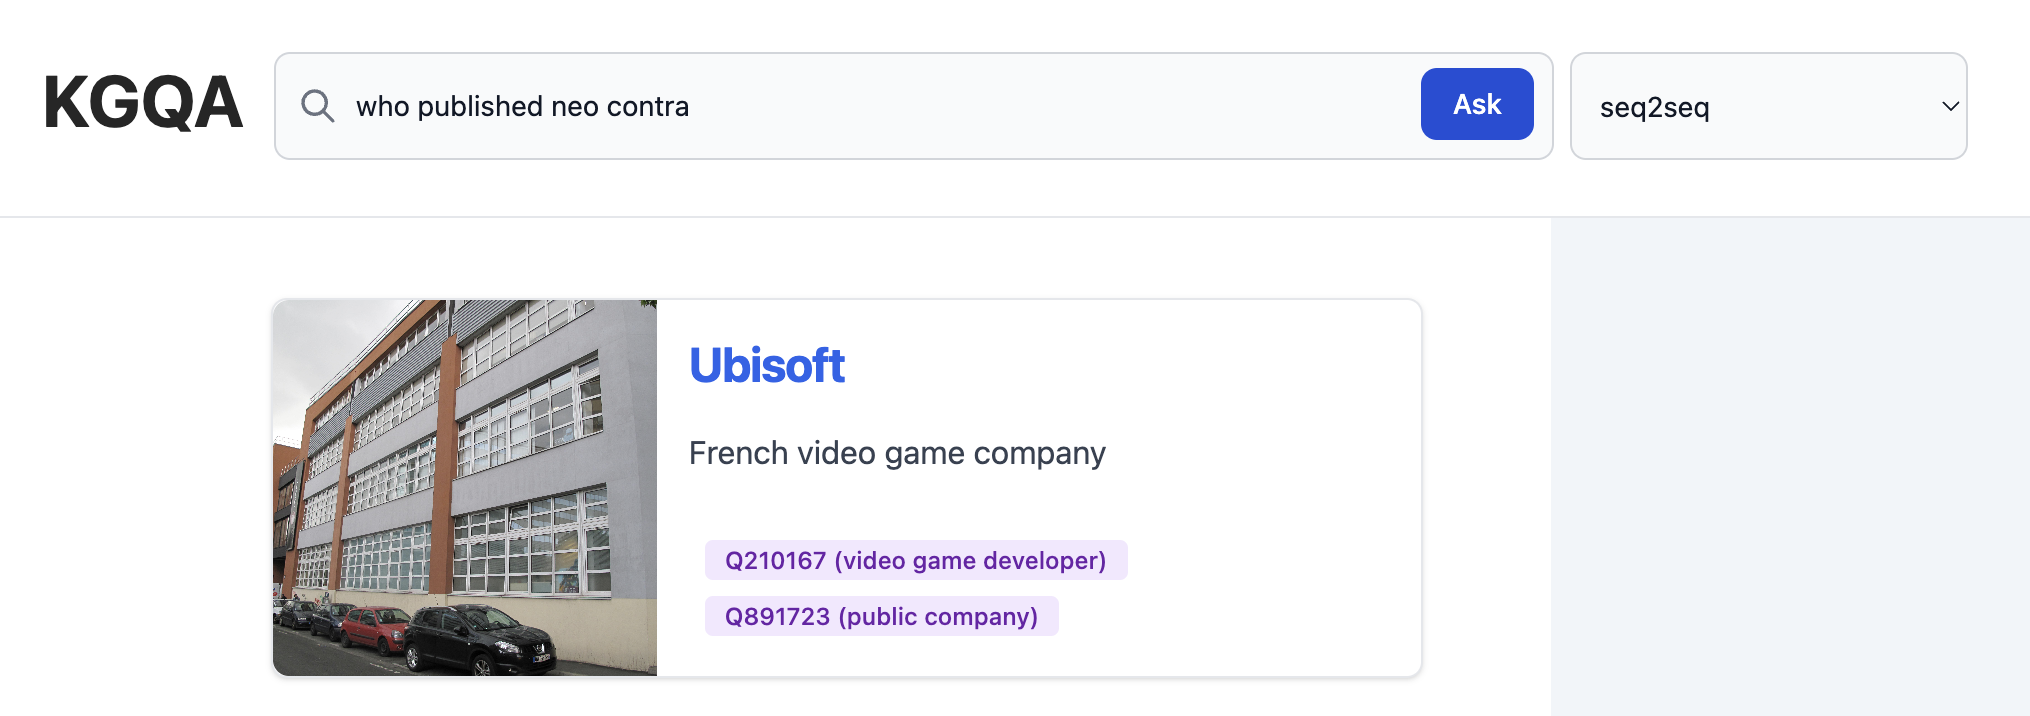 KGQA
who published neo contra
Ask
seq2seq
Ubisoft
French video game company
Q210167 (video game developer)
Q891723 (public company)